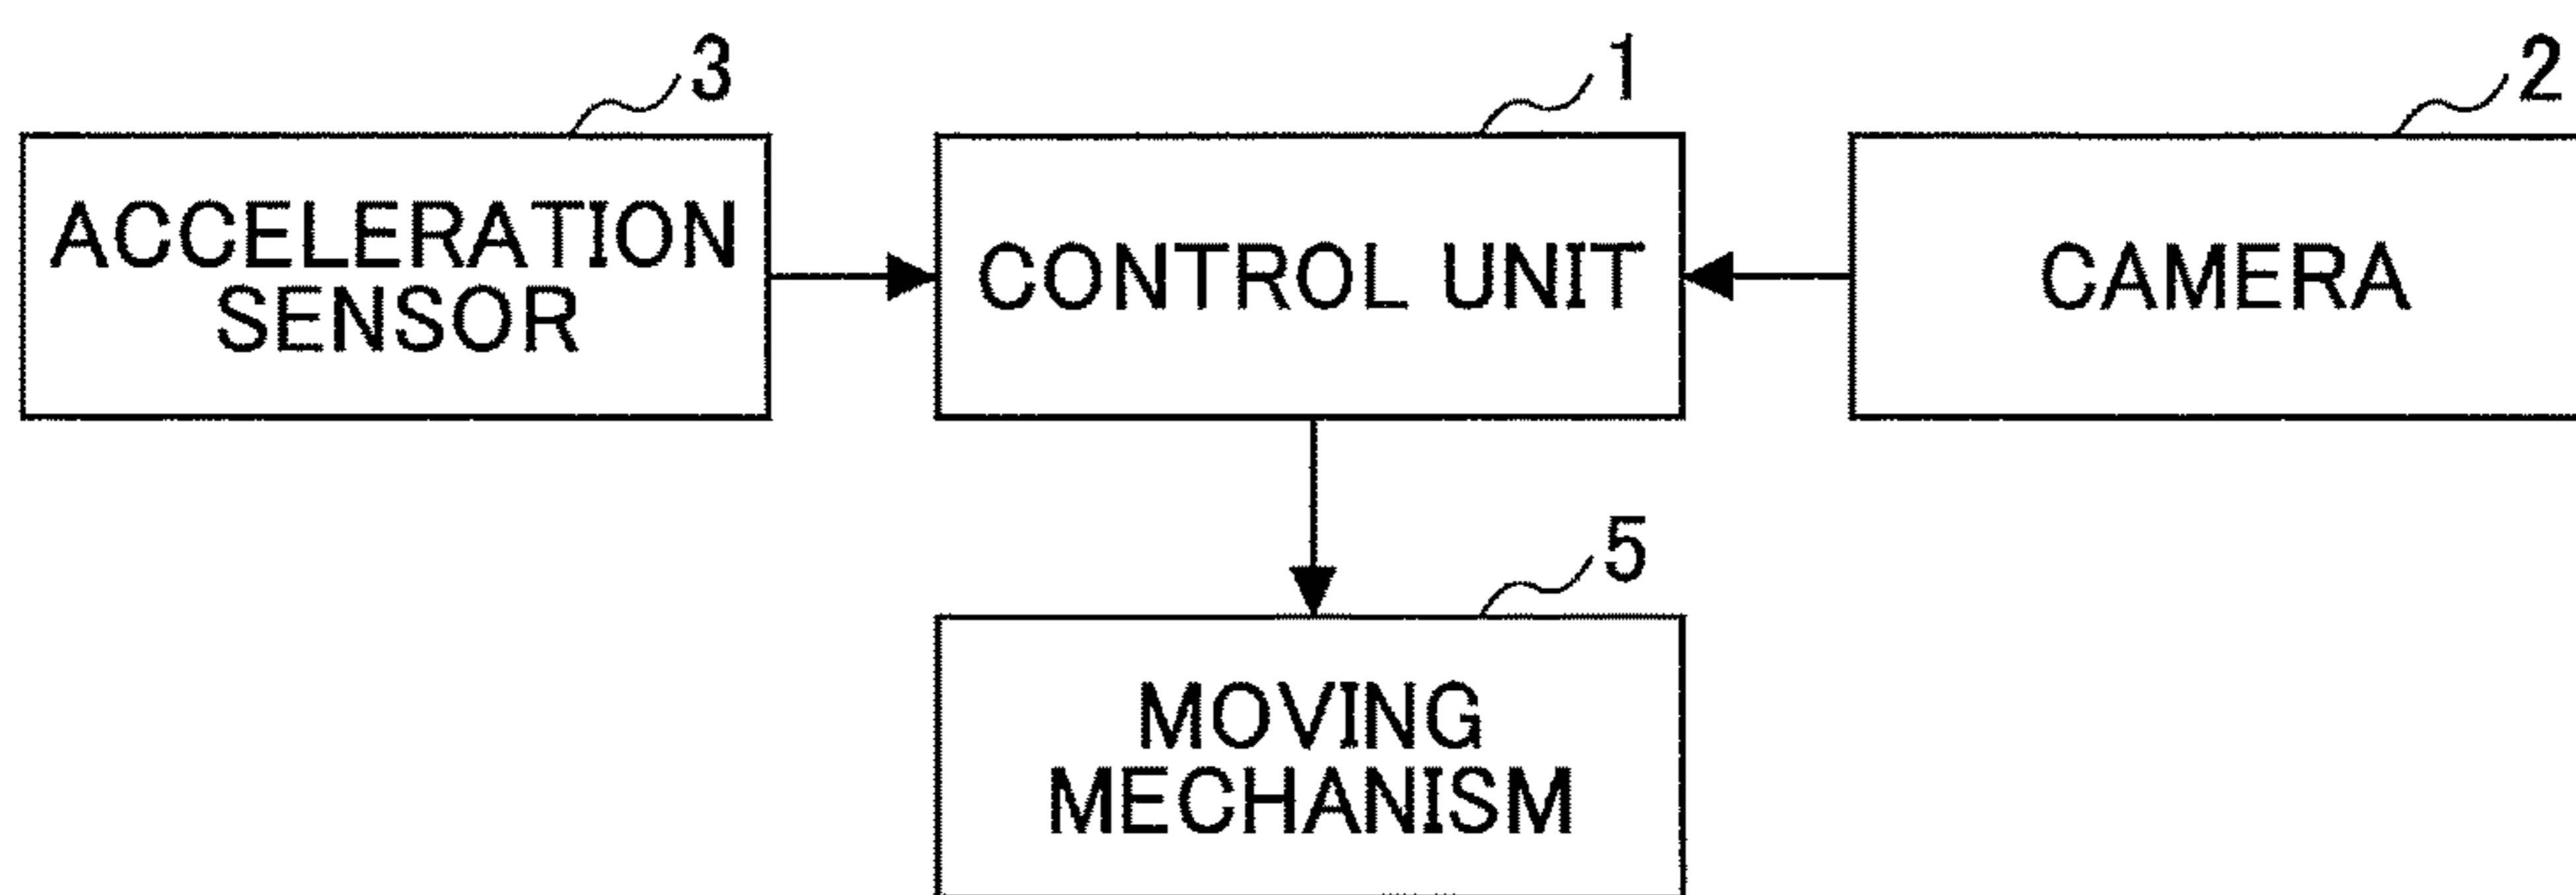 3
1
2
ACCELERATION
SENSOR
CONTROL UNIT
CAMERA
5
MOVING
MECHANISM